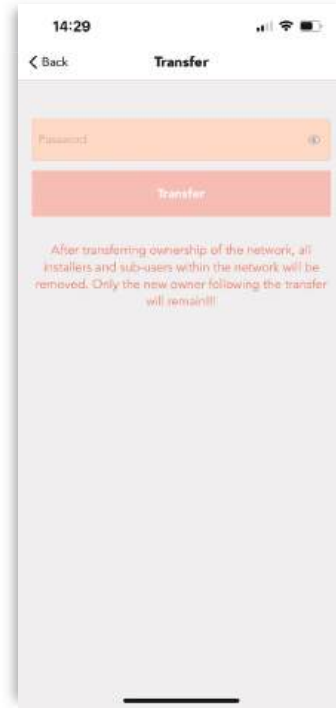 14:29
Back
Transfer
Password
Transfer
After transferring ownership of the network, all
installers and sub-users within the network will be
removed. Only the new owner following the transfer
will remain!!!